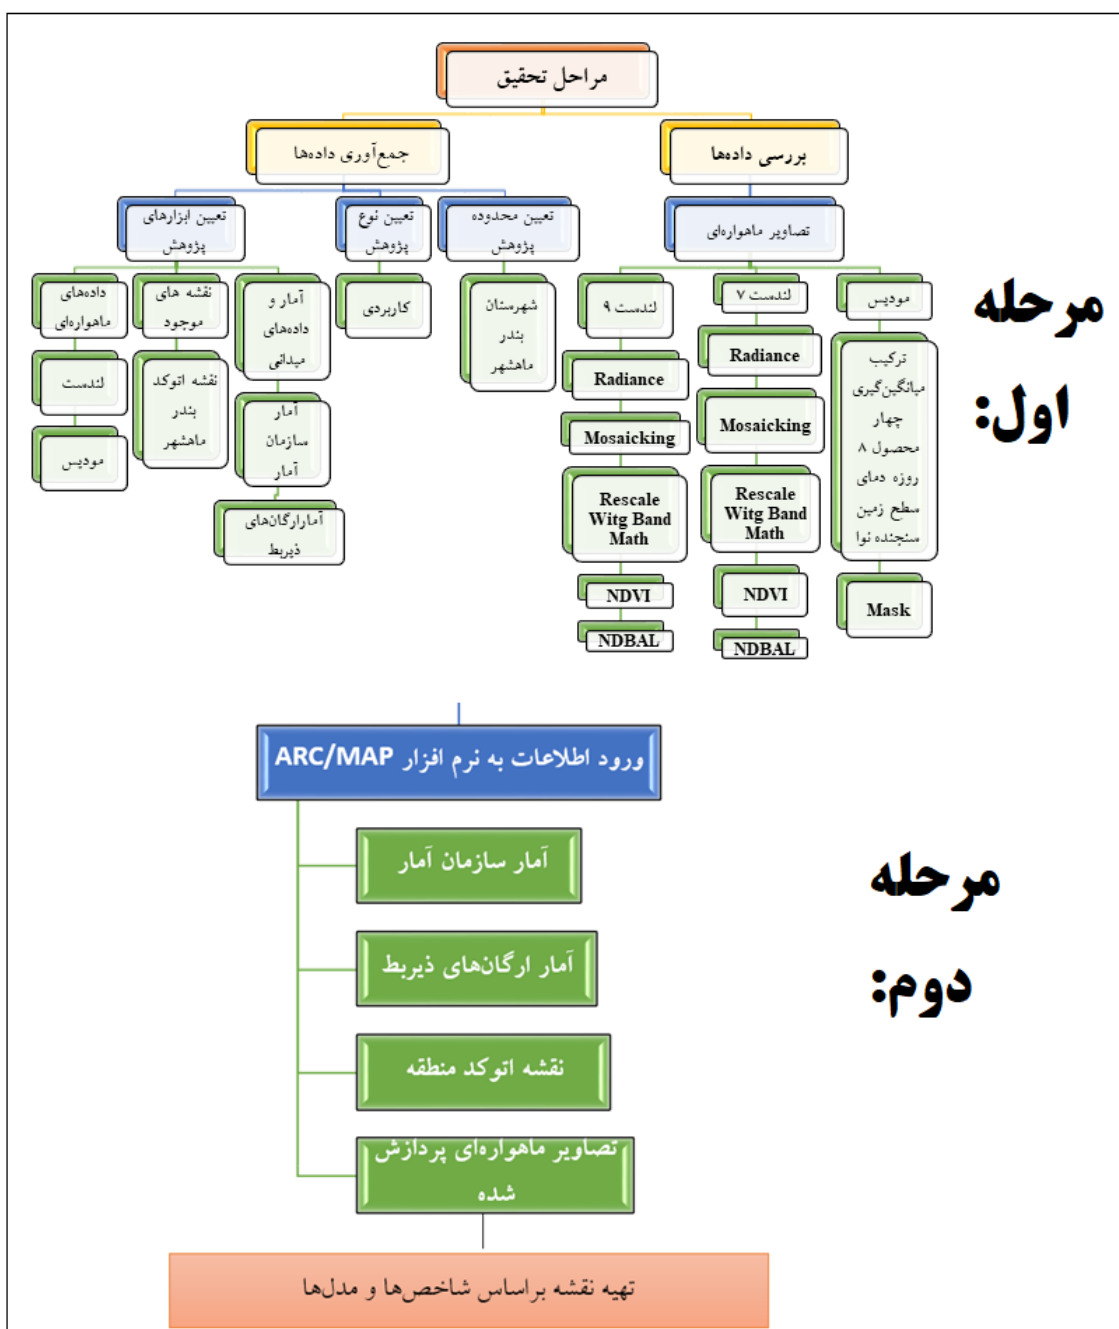 مراحل تحقیق
بررسی داده‌ها
جمع‌آوری داده‌ها
تصاویر ماهواره‌ای
تعیین محدوده
پژوهش
تعیین نوع
پژوهش
تعیین ابزارهای
پژوهش
مودیس
ترکیب
میانگین‌گیری
چهار
محصول ۸
روزه دمای
سطح زمین
سنجنده نوا
Mask
لندست ۷
Radiance
Mosaicking
Rescale
Witg Band
Math
NDVI
NDBAL
لندست ۹
Radiance
Mosaicking
Rescale
Witg Band
Math
NDVI
NDBAL
شهرستان
بندر
ماهشهر
کاربردی
آمار و
داده‌های
میدانی
آمار
سازمان
آمار
آمارارگان‌های
ذیربط
نقشه های
موجود
نقشه اتوکد
بندر
ماهشهر
داده‌های
ماهواره‌ای
لندست
مودیس
مرحله
اول:
ورود اطلاعات به نرم افزار ARC/MAP
آمار سازمان آمار
آمار ارگان‌های ذیربط
نقشه اتوکد منطقه
تصاویر ماهواره‌ای پردازش
شده
تهیه نقشه براساس شاخص‌ها و مدل‌ها
مرحله
دوم: